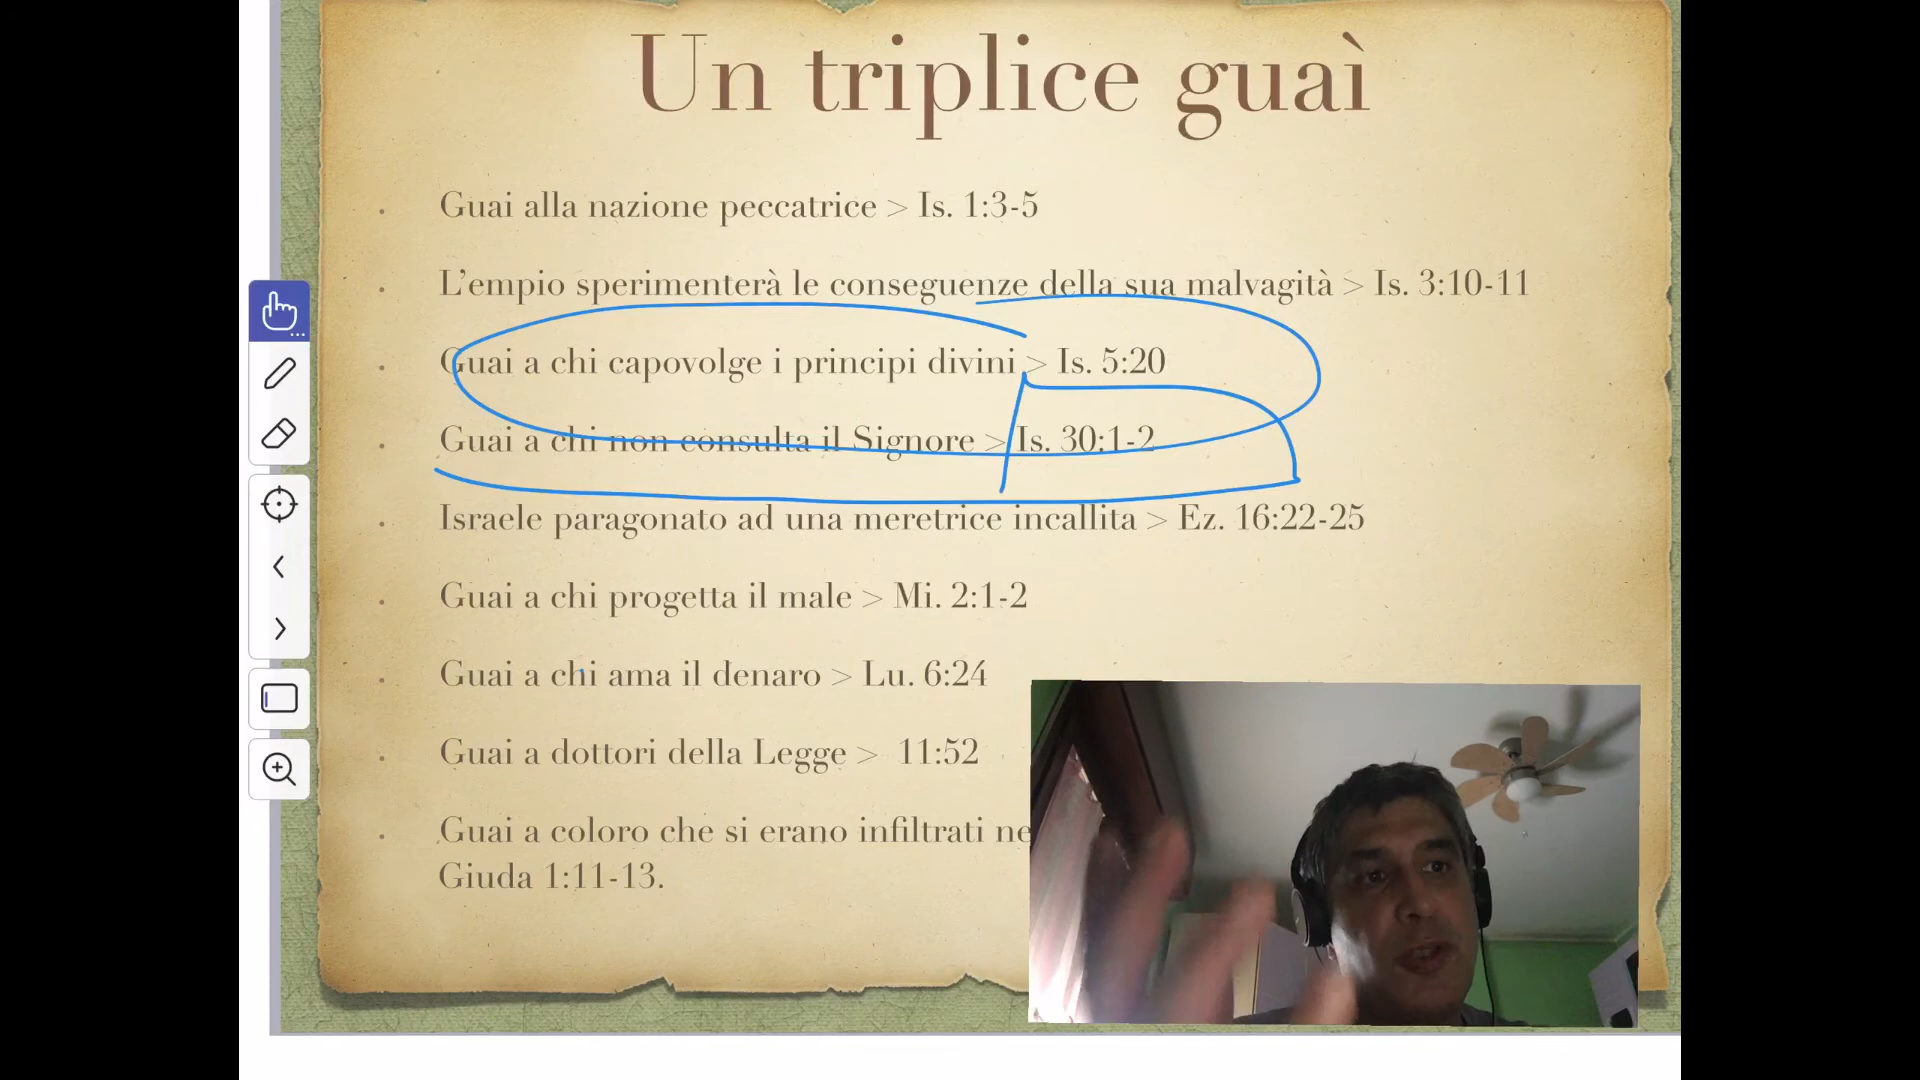 Un triplice guaì
Guai alla nazione peccatrice > Is. 1:3-5
L’empio sperimenterà le conseguenze della sua malvagità > Is. 3:10-11
Guai a chi capovolge i principi divini > Is. 5:20
Guai a chi non consulta il Signore > Is. 30:1-2
Israele paragonato ad una meretrice incallita > Ez. 16:22-25
Guai a chi progetta il male > Mi. 2:1-2
Guai a chi ama il denaro > Lu. 6:24
Guai a dottori della Legge > 11:52
Guai a coloro che si erano infiltrati
Giuda 1:11-13.